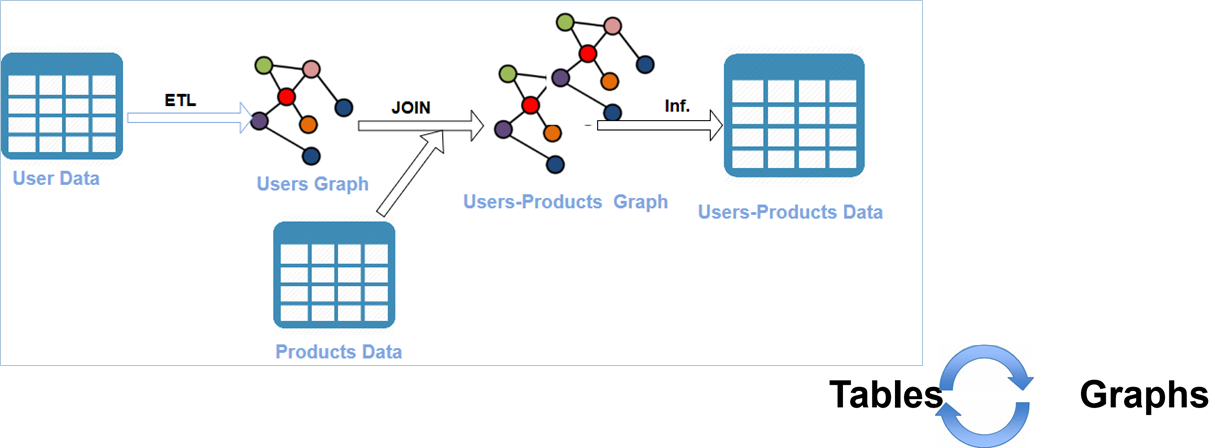 ETL
JOIN
Inf.
User Data
Users Graph
Users-Products Graph
Users-Products Data
Products Data
Tables
Graphs